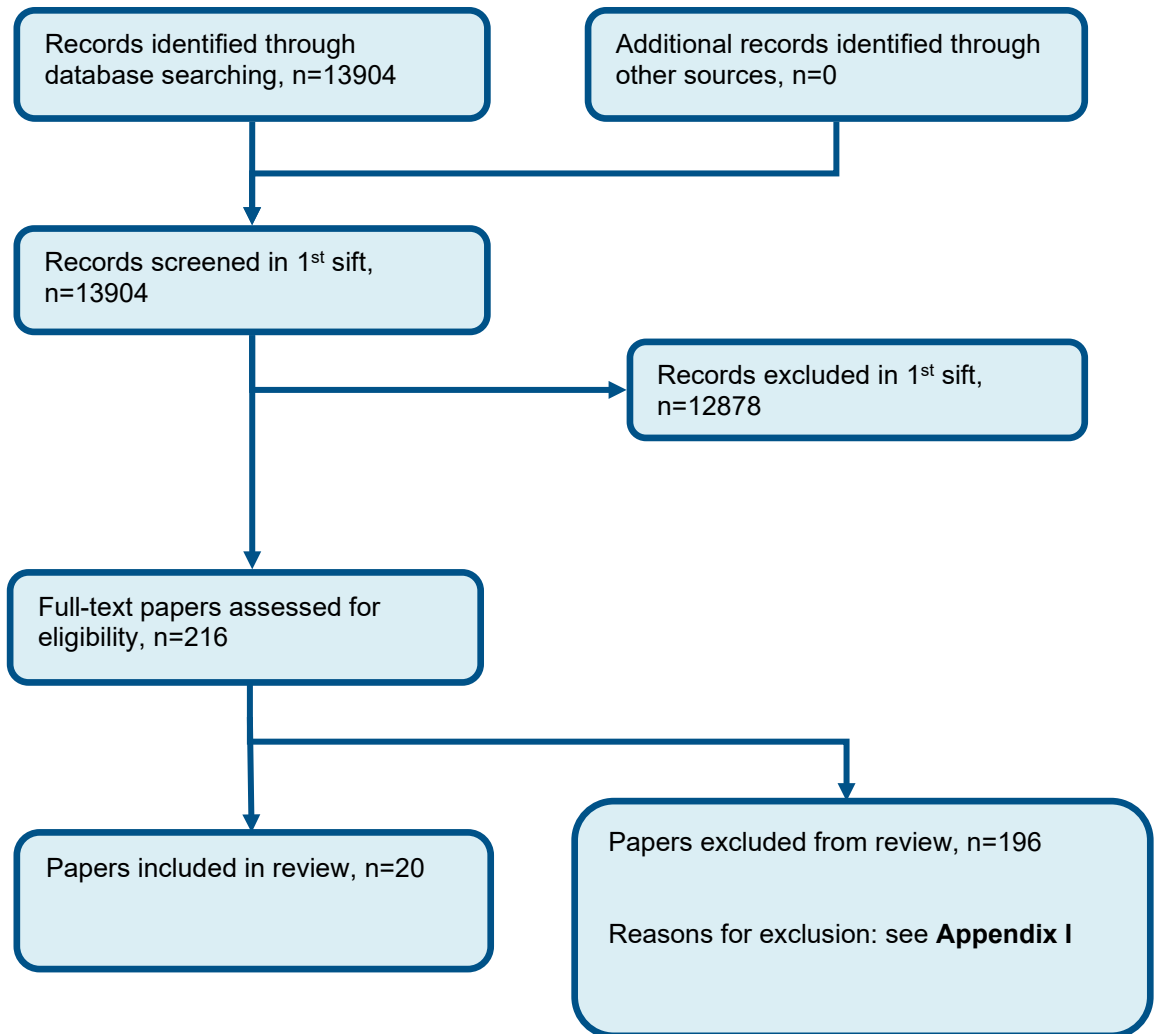 Records identified through
database searching, n=13904
Additional records identified through
other sources, n=0
Records screened in 1st sift,
n=13904
Records excluded in 1st sift,
n=12878
Full-text papers assessed for
eligibility, n=216
Papers included in review, n=20
Papers excluded from review, n=196
Reasons for exclusion: see Appendix I